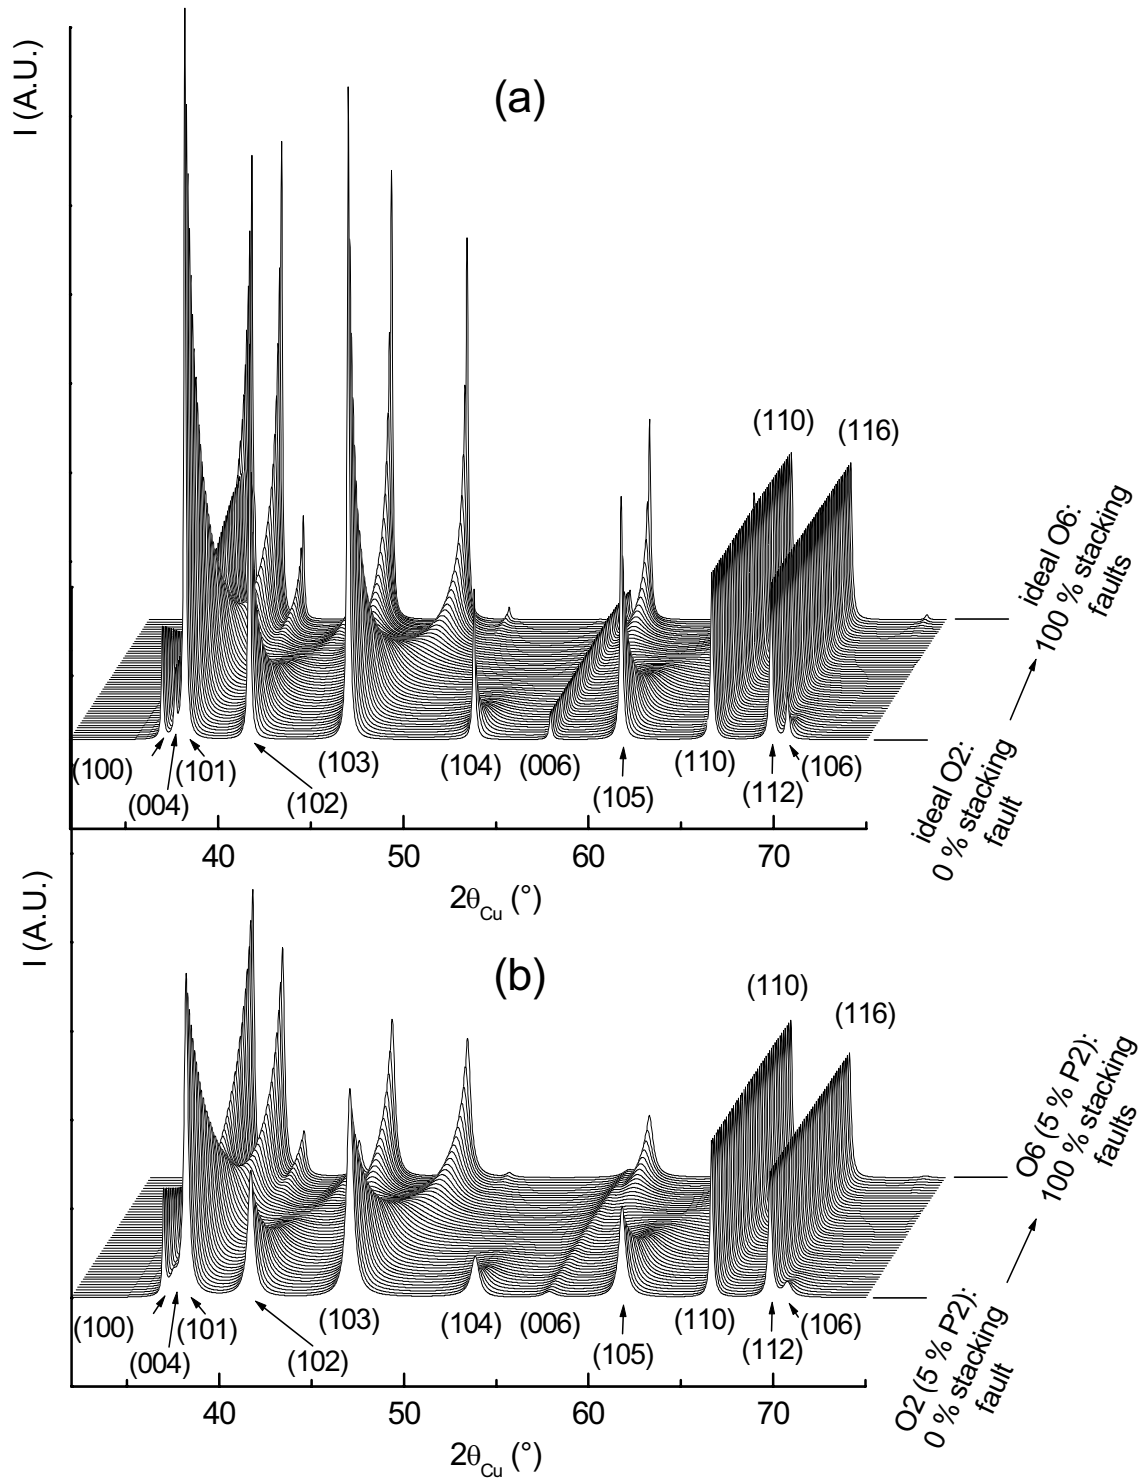 I (A.U.)
(a)
(110)
(116)
ideal O6:
100 % stacking
faults
(100)
(004)
(101)
(102)
(103)
(104)
(006)
(105)
(110)
(112)
(106)
ideal O2:
0 % stacking
fault
40
50
60
70
2θCu (°)
I (A.U.)
(b)
(110)
(116)
O6 (5 % P2):
100 % stacking
faults
(100)
(004)
(101)
(102)
(103)
(104)
(006)
(105)
(110)
(112)
(106)
O2 (5 % P2):
0 % stacking
fault
40
50
60
70
2θCu (°)